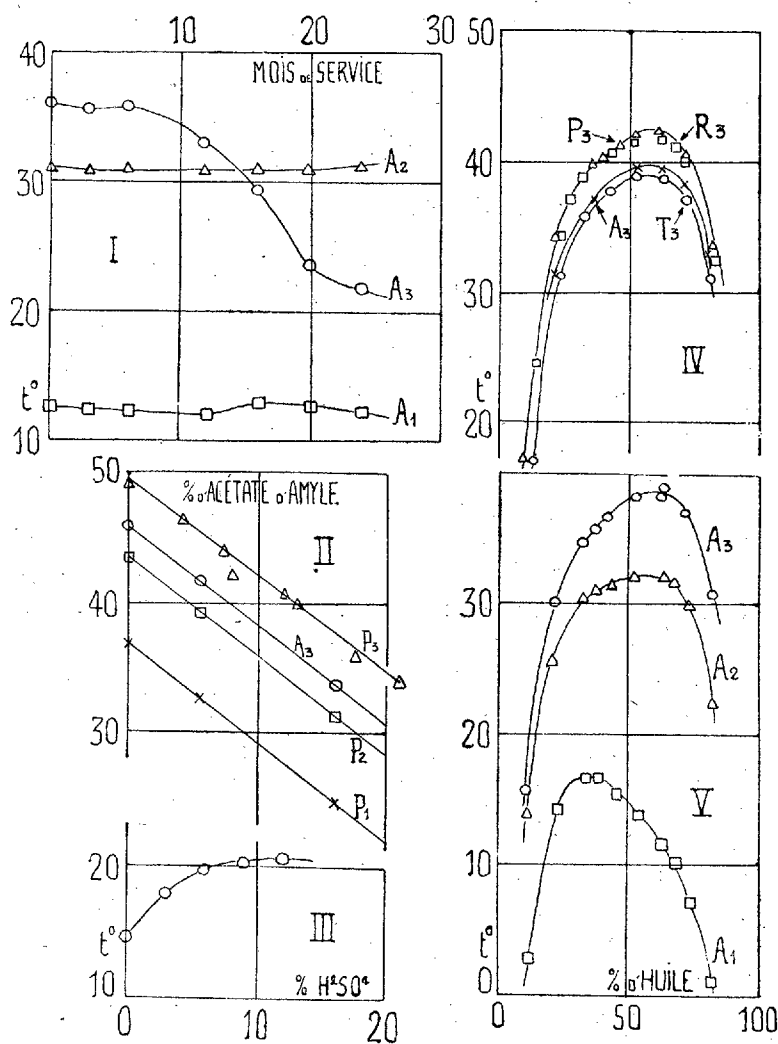 10 20 30
40
MOIS DE SERVICE
A2
30
I
A3
20
t°
A1
10
50
P3 R3
40
A3 T3
30
IV
t°
20
50
% D'ACÉTATE D'AMYLE
II
40
A3 P3
30
P2
P1
20
III
t°
10
% H²SO⁴
0 10 20
A3
30
A2
20
V
10
t°
A1
0
% D'HUILE
0 50 100